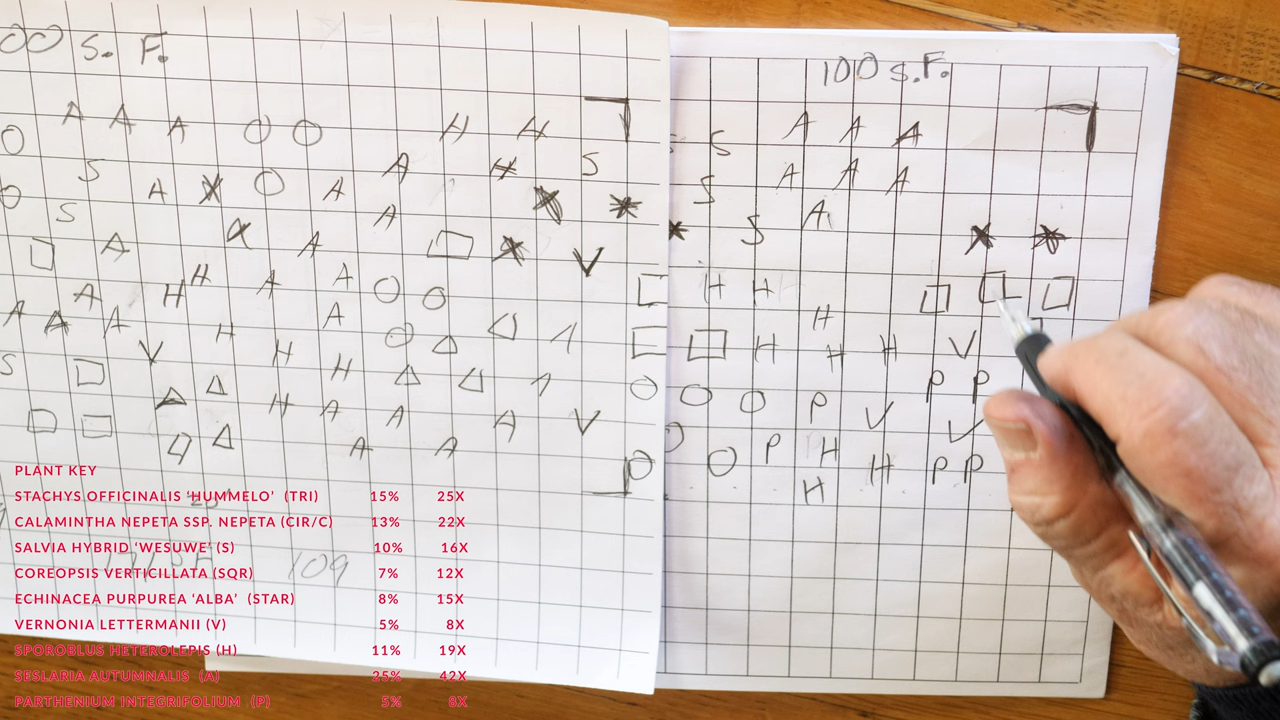 S. F.
100 S.F.
A A A O O H H S S A A A
S A O A A H S S A A A
S A A A S A
A A V
A H H A A O O H H H
A A A V H H A H H H V
S H P P
H A A A V O O O P V
A A O O P H H P P
H
PLANT KEY
STACHYS OFFICINALIS ‘HUMMELO’ (TRI) 15% 25X
CALAMINTHA NEPETA SSP. NEPETA (CIR/C) 13% 22X
SALVIA HYBRID ‘WESUWE’ (S) 10% 16X
COREOPSIS VERTICILLATA (SQR) 7% 12X
ECHINACEA PURPUREA ‘ALBA’ (STAR) 8% 15X
VERNONIA LETTERMANII (V) 5% 8X
SPOROBLUS HETEROLEPIS (H) 11% 19X
SESLARIA AUTUMNALIS (A) 25% 42X
PARTHENIUM INTEGRIFOLIUM (P) 5% 8X
109